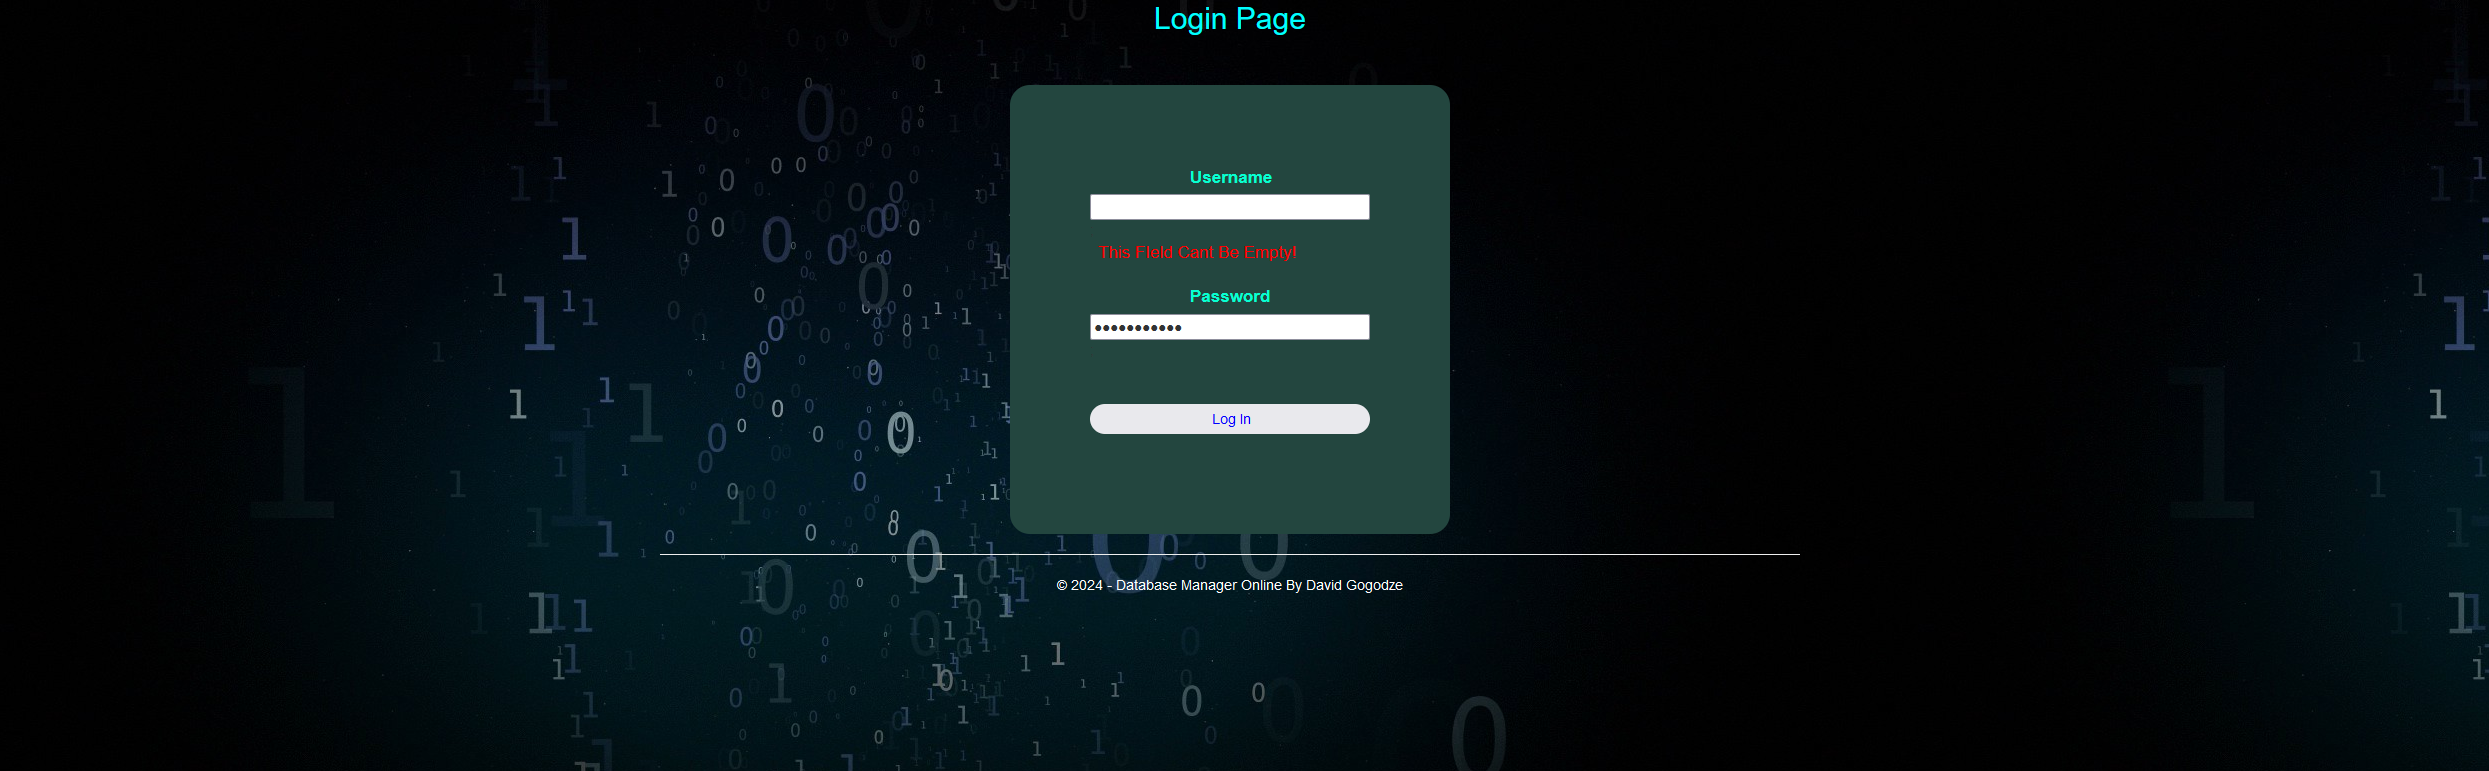 Login Page
Username
This FIeld Cant Be Empty!
Password
•••••••••••
Log In
© 2024 - Database Manager Online By David Gogodze